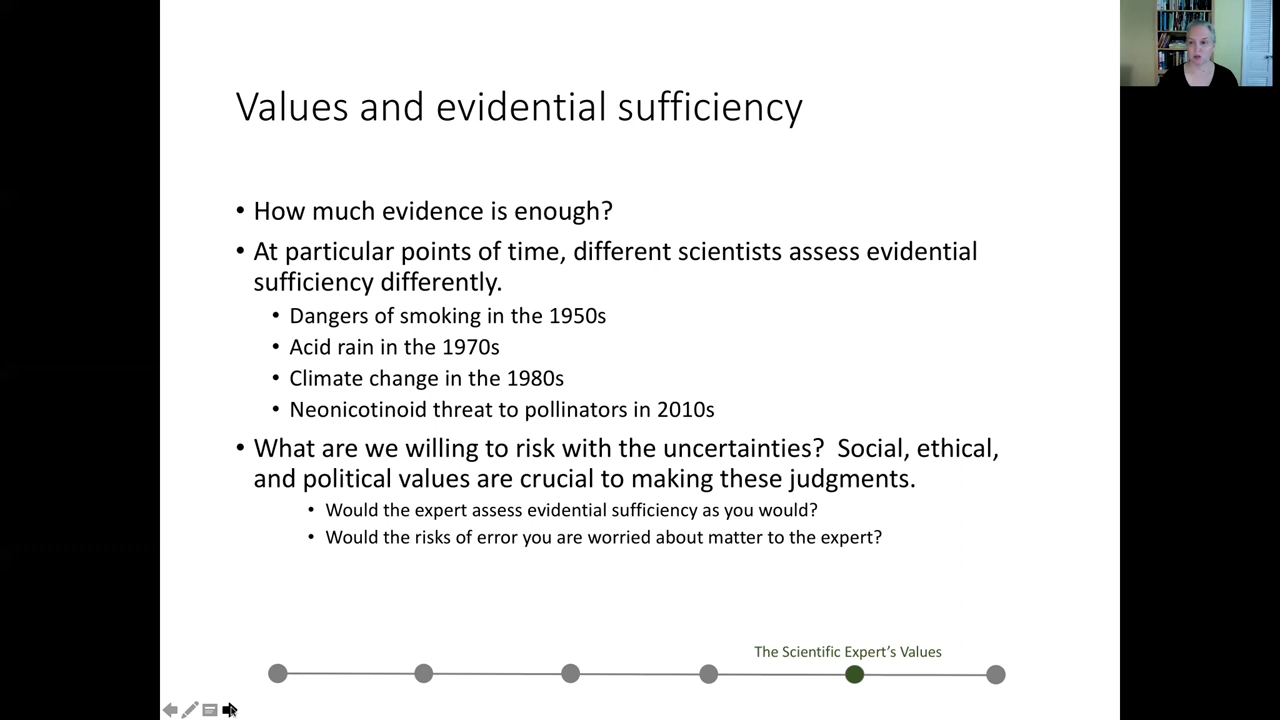 Values and evidential sufficiency
• How much evidence is enough?
• At particular points of time, different scientists assess evidential
sufficiency differently.
• Dangers of smoking in the 1950s
• Acid rain in the 1970s
• Climate change in the 1980s
• Neonicotinoid threat to pollinators in 2010s
• What are we willing to risk with the uncertainties?  Social, ethical,
and political values are crucial to making these judgments.
• Would the expert assess evidential sufficiency as you would?
• Would the risks of error you are worried about matter to the expert?
The Scientific Expert’s Values